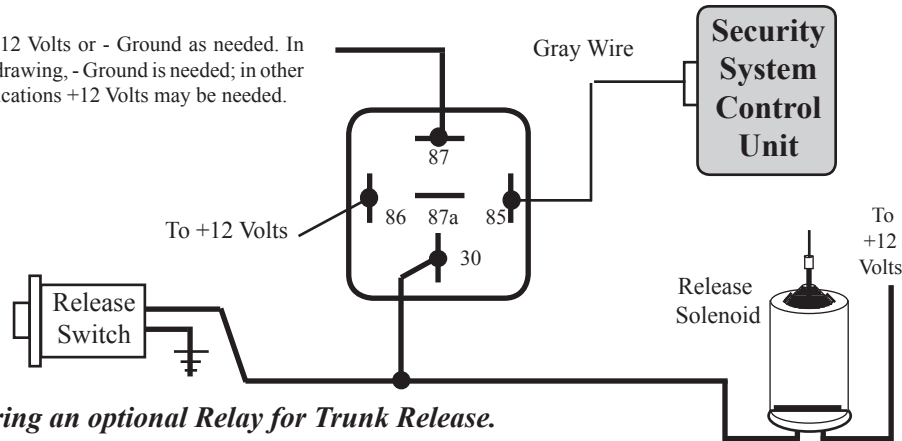 12 Volts or - Ground as needed. In
drawing, - Ground is needed; in other
+12 Volts may be needed.
Gray Wire
Security
System
Control
Unit
87
86
87a
85
30
To +12 Volts
Release
Switch
Release
Solenoid
To
+12
Volts
an optional Relay for Trunk Release.